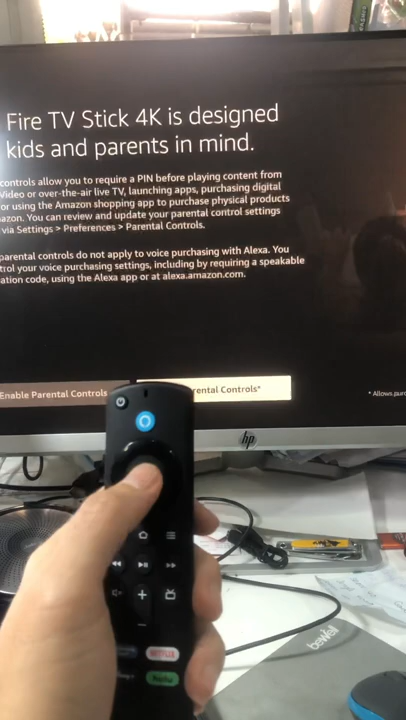 Fire TV Stick 4K is designed
kids and parents in mind.
controls allow you to require a PIN before playing content from
Video or over-the-air live TV, launching apps, purchasing digital
or using the Amazon shopping app to purchase physical products
azon. You can review and update your parental control settings
via Settings > Preferences > Parental Controls.
parental controls do not apply to voice purchasing with Alexa. You
trol your voice purchasing settings, including by requiring a speakable
ation code, using the Alexa app or at alexa.amazon.com.
Enable Parental Controls
rental Controls*
* Allows purc
hp
NETFLIX
hulu
beWell